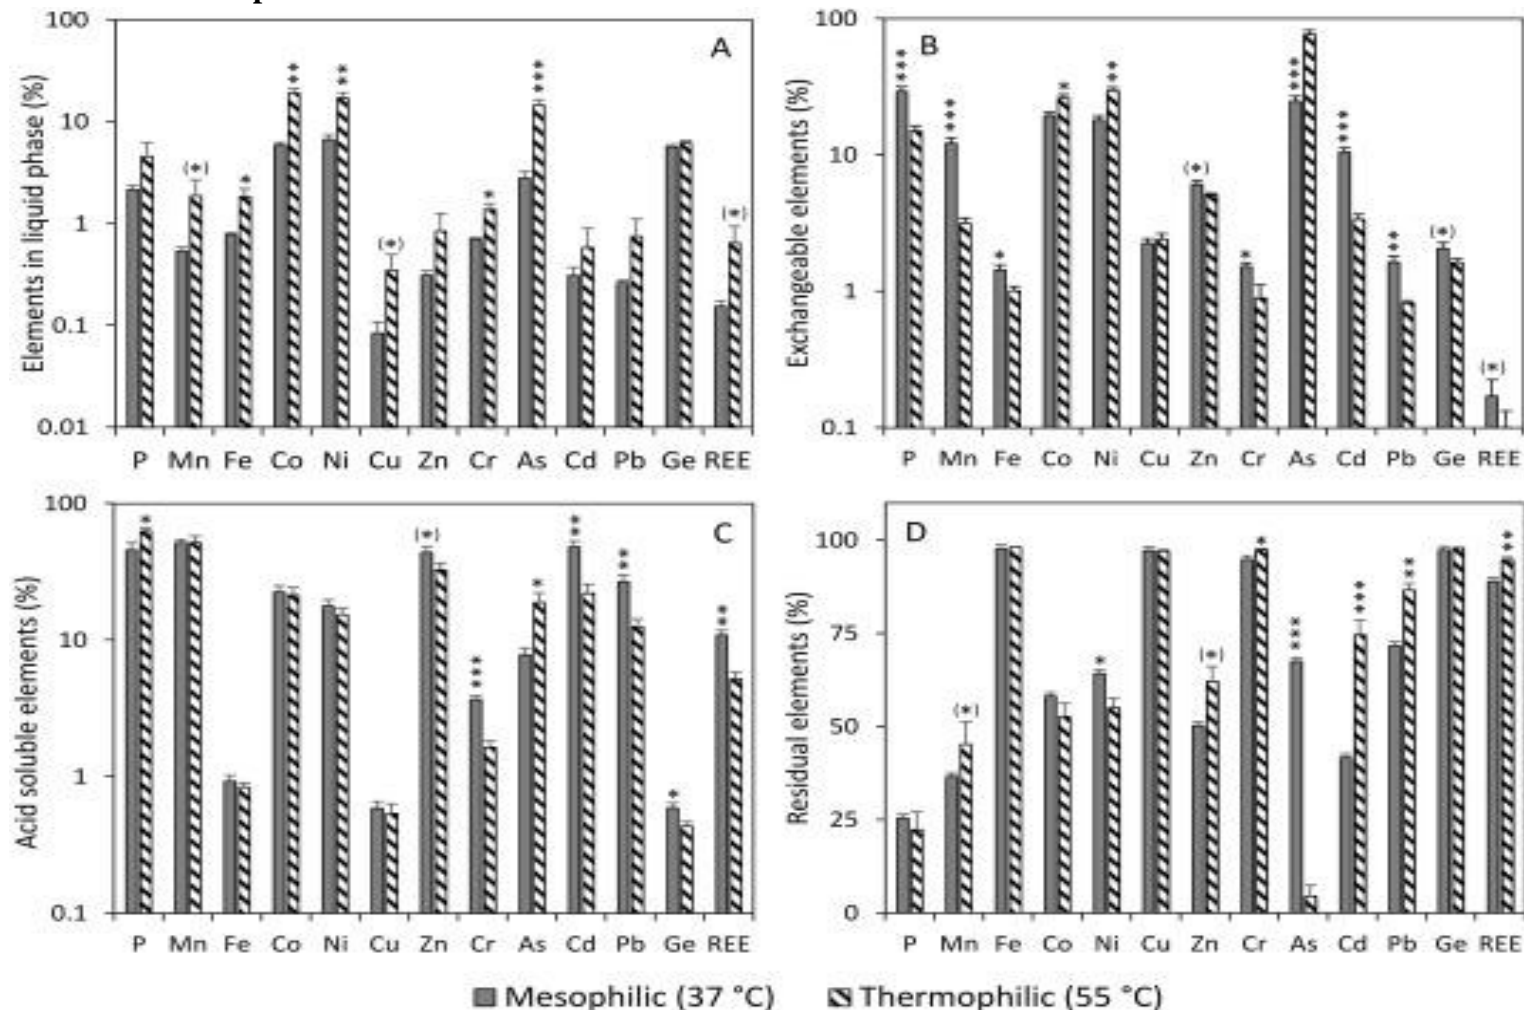 A
Elements in liquid phase (%)
100
10
1
0.1
0.01
(*) * ** ** (*) * *** (*)
P Mn Fe Co Ni Cu Zn Cr As Cd Pb Ge REE
B
Exchangeable elements (%)
100
10
1
0.1
*** *** * * ** (*) * *** *** ** (*) (*)
P Mn Fe Co Ni Cu Zn Cr As Cd Pb Ge REE
C
Acid soluble elements (%)
100
10
1
0.1
* (*) *** * ** ** * **
P Mn Fe Co Ni Cu Zn Cr As Cd Pb Ge REE
D
Residual elements (%)
100
75
50
25
0
(*) * (*) * *** *** ** **
P Mn Fe Co Ni Cu Zn Cr As Cd Pb Ge REE
Mesophilic (37 °C) Thermophilic (55 °C)